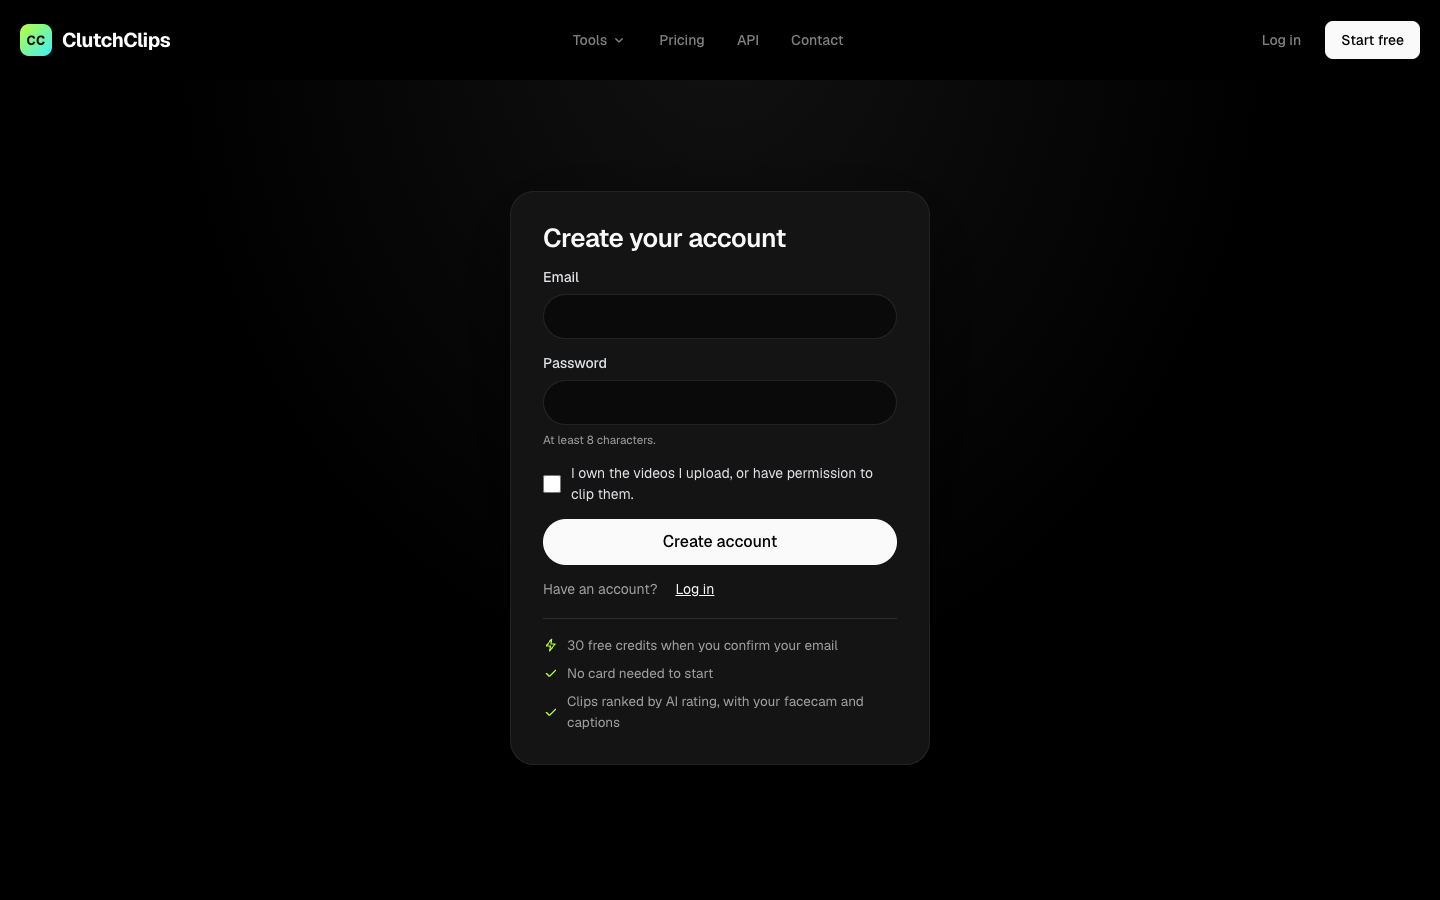 CC ClutchClips
Tools
Pricing
API
Contact
Log in
Start free
Create your account
Email
Password
At least 8 characters.
I own the videos I upload, or have permission to
clip them.
Create account
Have an account? Log in
30 free credits when you confirm your email
No card needed to start
Clips ranked by AI rating, with your facecam and
captions